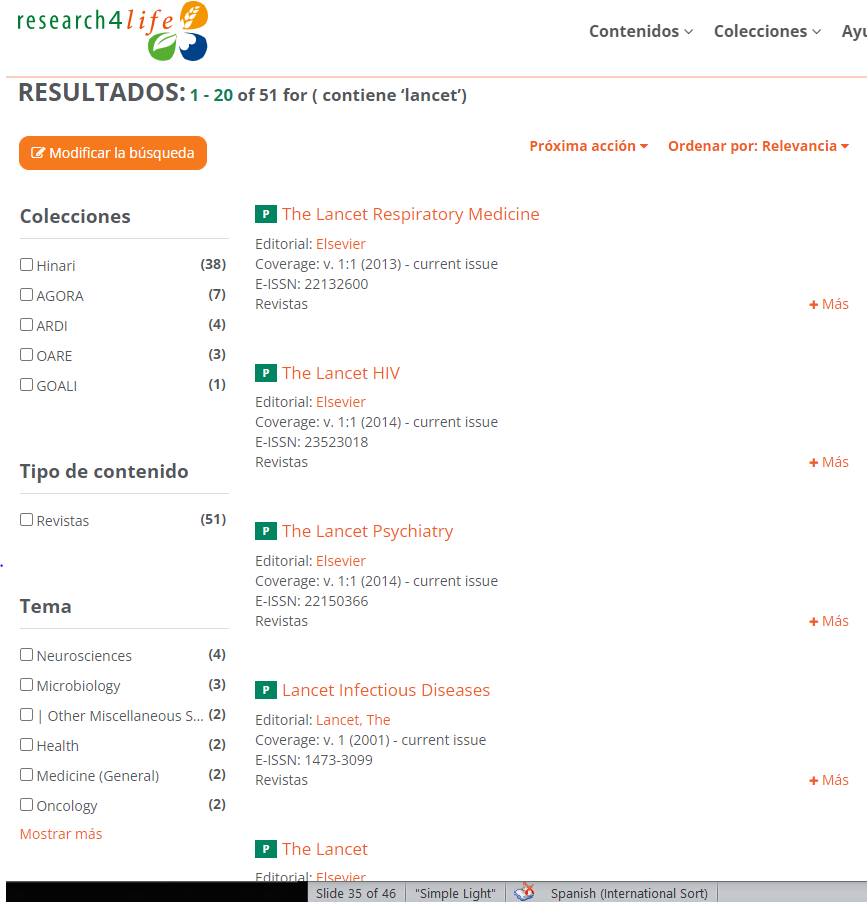 research4life
Contenidos
Colecciones
Ayu
RESULTADOS: 1 - 20 of 51 for ( contiene ‘lancet’)
Modificar la búsqueda
Próxima acción
Ordenar por: Relevancia
Colecciones
Hinari (38)
AGORA (7)
ARDI (4)
OARE (3)
GOALI (1)
Tipo de contenido
Revistas (51)
Tema
Neurosciences (4)
Microbiology (3)
| Other Miscellaneous S... (2)
Health (2)
Medicine (General) (2)
Oncology (2)
Mostrar más
P The Lancet Respiratory Medicine
Editorial: Elsevier
Coverage: v. 1:1 (2013) - current issue
E-ISSN: 22132600
Revistas
+ Más
P The Lancet HIV
Editorial: Elsevier
Coverage: v. 1:1 (2014) - current issue
E-ISSN: 23523018
Revistas
+ Más
P The Lancet Psychiatry
Editorial: Elsevier
Coverage: v. 1:1 (2014) - current issue
E-ISSN: 22150366
Revistas
+ Más
P Lancet Infectious Diseases
Editorial: Lancet, The
Coverage: v. 1 (2001) - current issue
E-ISSN: 1473-3099
Revistas
+ Más
P The Lancet
Editorial: Elsevier
Slide 35 of 46
"Simple Light"
Spanish (International Sort)